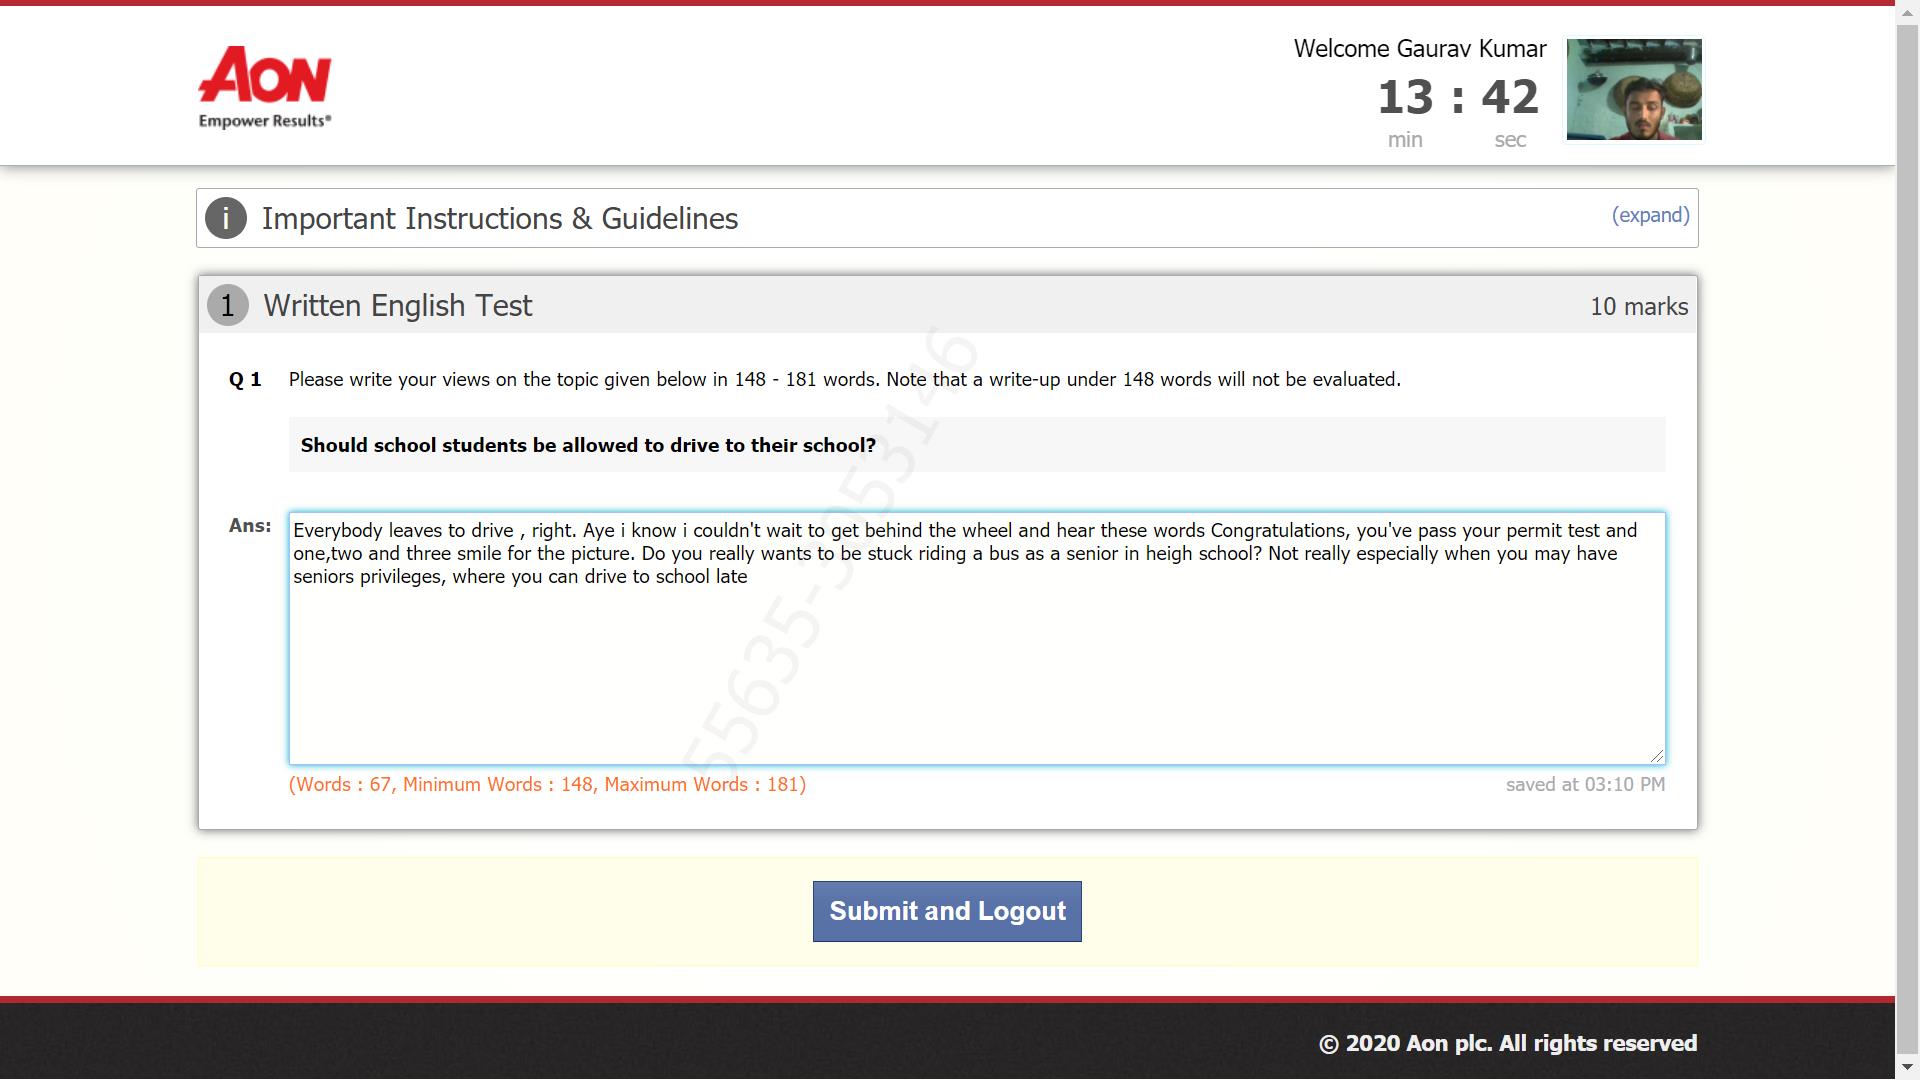 AON
Empower Results®
Welcome Gaurav Kumar
13 : 42
min sec
i Important Instructions & Guidelines (expand)
1 Written English Test 10 marks
Q 1 Please write your views on the topic given below in 148 - 181 words. Note that a write-up under 148 words will not be evaluated.
Should school students be allowed to drive to their school?
Ans: Everybody leaves to drive , right. Aye i know i couldn't wait to get behind the wheel and hear these words Congratulations, you've pass your permit test and
one,two and three smile for the picture. Do you really wants to be stuck riding a bus as a senior in heigh school? Not really especially when you may have
seniors privileges, where you can drive to school late
55635-3053146
(Words : 67, Minimum Words : 148, Maximum Words : 181) saved at 03:10 PM
Submit and Logout
© 2020 Aon plc. All rights reserved